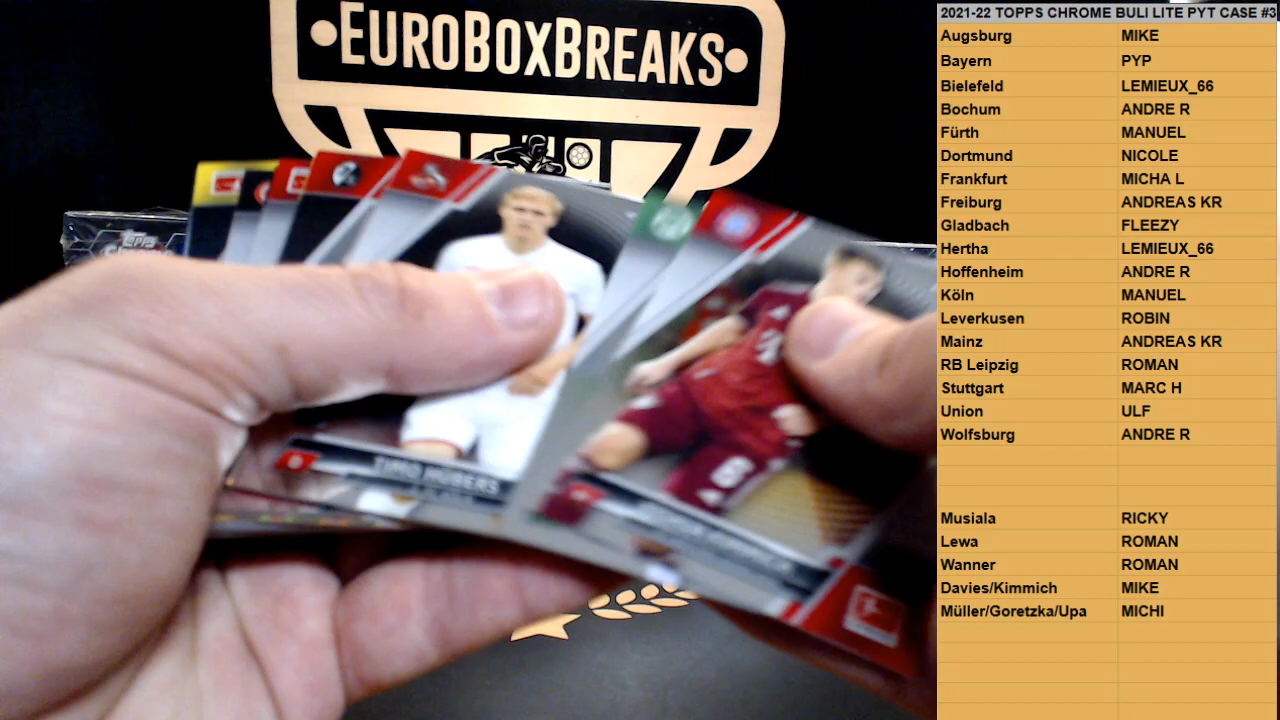 EUROBOXBREAKS
2021-22 TOPPS CHROME BULI LITE PYT CASE #3
Augsburg MIKE
Bayern PYP
Bielefeld LEMIEUX_66
Bochum ANDRE R
Fürth MANUEL
Dortmund NICOLE
Frankfurt MICHA L
Freiburg ANDREAS KR
Gladbach FLEEZY
Hertha LEMIEUX_66
Hoffenheim ANDRE R
Köln MANUEL
Leverkusen ROBIN
Mainz ANDREAS KR
RB Leipzig ROMAN
Stuttgart MARC H
Union ULF
Wolfsburg ANDRE R
Musiala RICKY
Lewa ROMAN
Wanner ROMAN
Davies/Kimmich MIKE
Müller/Goretzka/Upa MICHI
Topps
TIMO HÜBERS